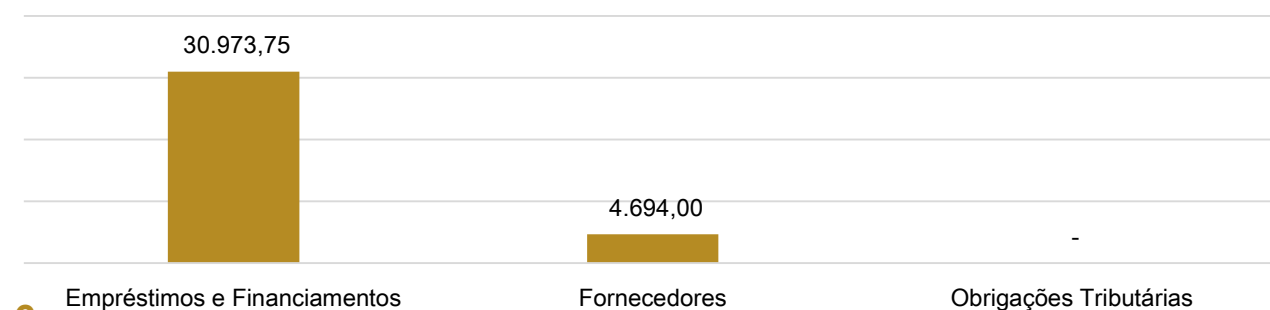 30.973,75
4.694,00
-
Empréstimos e Financiamentos
Fornecedores
Obrigações Tributárias